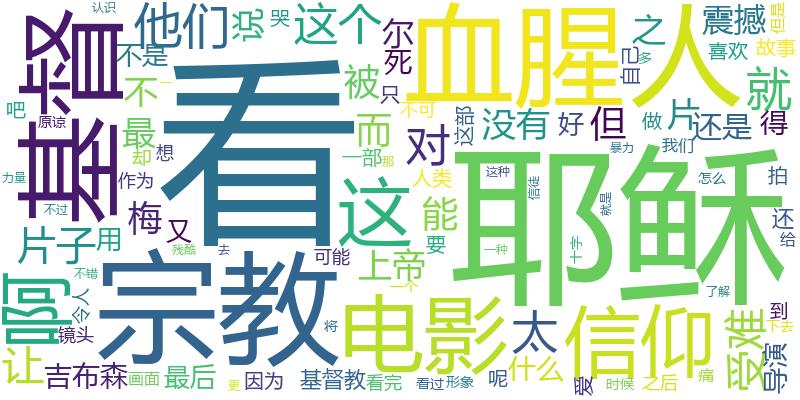 认识
哭
他们
说
这个
尔
血腥
人
之
震撼
但是
不是
喜欢
故事
多
自己
基督
看
不
被
死
只
就
吧
原谅
最
而
不可
这部
没有
好
但
做
片
还是
得
却
想
一部
那
对
一
暴力
我们
力量
作为
梅
又
这
能
人类
这种
信徒
耶稣
怎么
拍
不过
片子
用
宗教
残酷
去
可能
上帝
要
一种
就是
十字
还
给
啊
不错
令人
一个
了解
到
下去
镜头
将
电影
太
信仰
受难
导演
让
吉布森
画面
最后
更
因为
基督教
看完
看过
形象
呢
什么
爱
时候
之后
痛